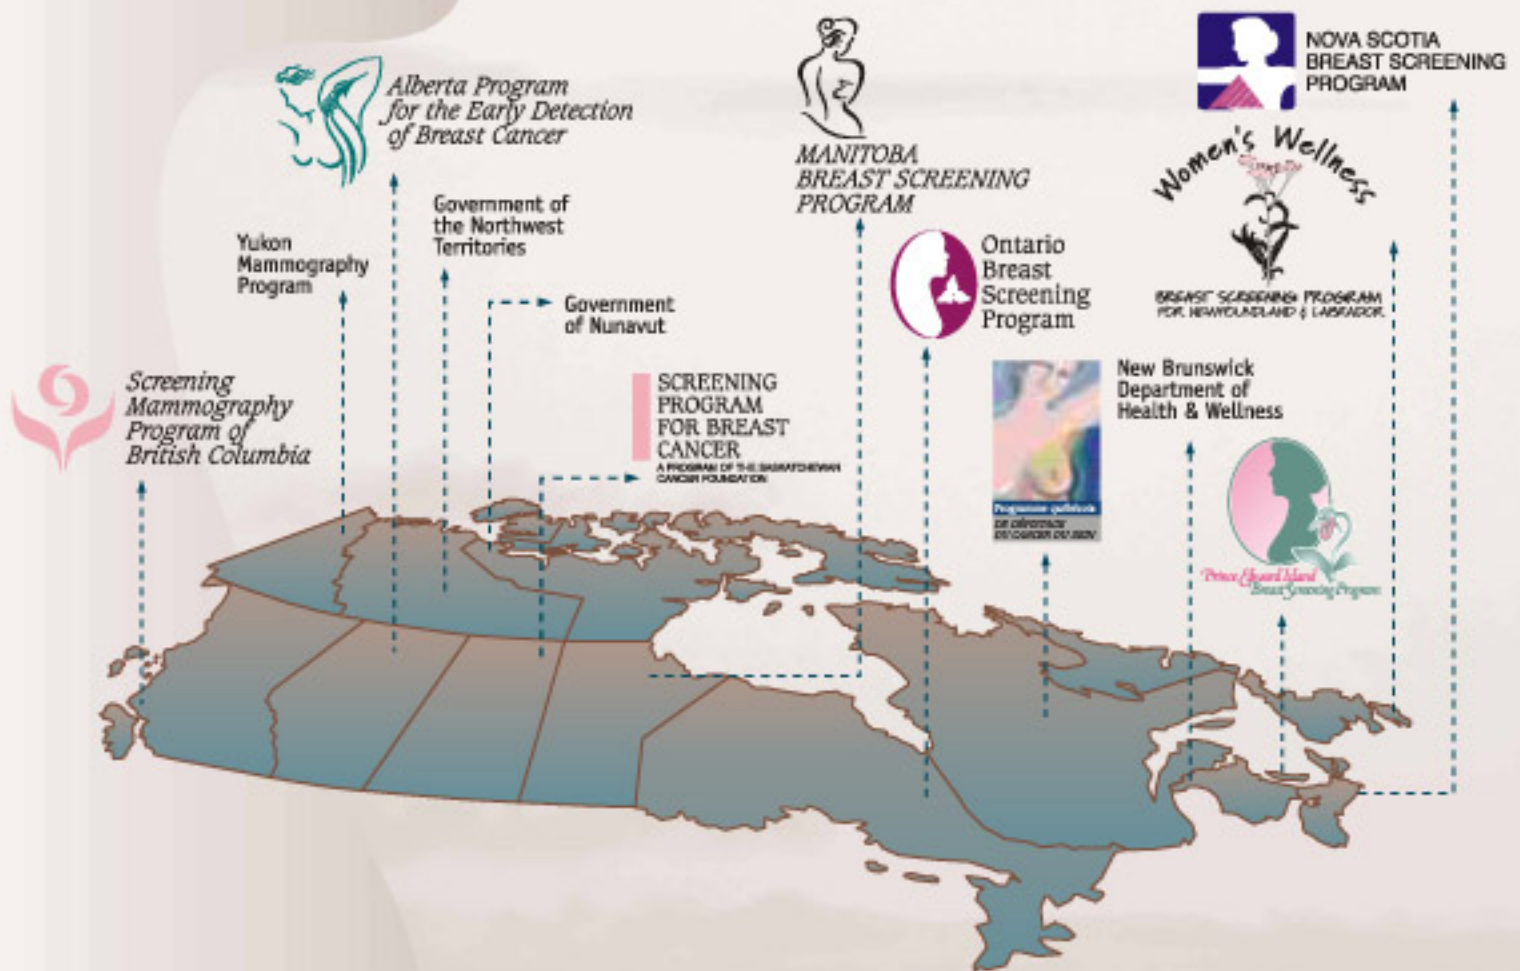 Alberta Program
for the Early Detection
of Breast Cancer
MANITOBA
BREAST SCREENING
PROGRAM
NOVA SCOTIA
BREAST SCREENING
PROGRAM
Women's Wellness
BREAST SCREENING PROGRAM
FOR NEWFOUNDLAND & LABRADOR
Yukon
Mammography
Program
Government of
the Northwest
Territories
Government
of Nunavut
Ontario
Breast
Screening
Program
Screening
Mammography
Program of
British Columbia
SCREENING
PROGRAM
FOR BREAST
CANCER
A PROGRAM OF THE SASKATCHEWAN
CANCER FOUNDATION
Programme québécois
DE DÉPISTAGE
DU CANCER DU SEIN
New Brunswick
Department of
Health & Wellness
Prince Edward Island
Breast Screening Program